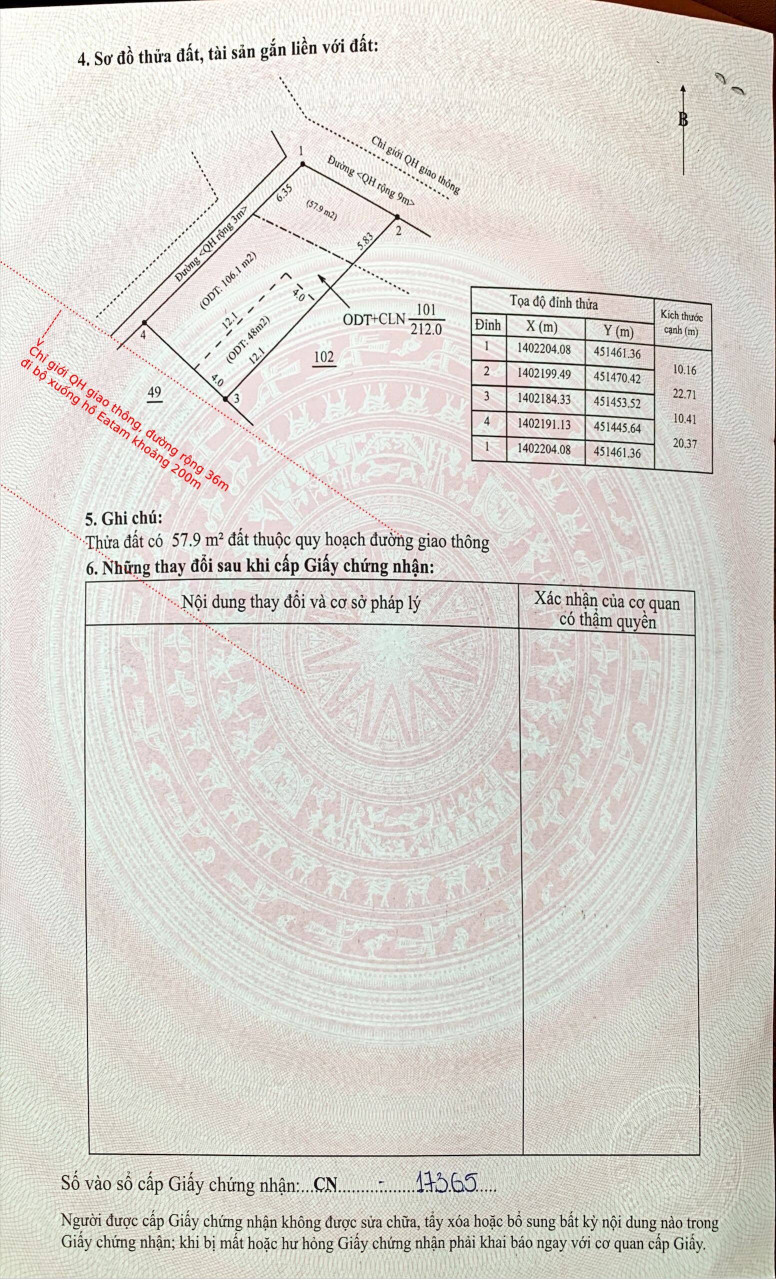 4. Sơ đồ thửa đất, tài sản gắn liền với đất:
B
Chỉ giới QH giao thông
Đường <QH rộng 9m>
1
6.35
(57.9 m2)
2
5.83
Đường <QH rộng 3m>
(ODT: 106.1 m2)
4.0
12.1
(ODT: 48m2)
12.1
ODT+CLN 101
212.0
4
102
4.0
3
49
Chỉ giới QH giao thông, đường rộng 36m
đi bộ xuống hồ Eatam khoảng 200m
Tọa độ đỉnh thửa
Kích thước cạnh (m)
Đỉnh X (m) Y (m)
1 1402204.08 451461.36
10.16
2 1402199.49 451470.42
22.71
3 1402184.33 451453.52
10.41
4 1402191.13 451445.64
20.37
1 1402204.08 451461.36
5. Ghi chú:
Thửa đất có 57.9 m² đất thuộc quy hoạch đường giao thông
6. Những thay đổi sau khi cấp Giấy chứng nhận:
Nội dung thay đổi và cơ sở pháp lý
Xác nhận của cơ quan
có thẩm quyền
Số vào sổ cấp Giấy chứng nhận:...CN.........-.......17365....
Người được cấp Giấy chứng nhận không được sửa chữa, tẩy xóa hoặc bổ sung bất kỳ nội dung nào trong
Giấy chứng nhận; khi bị mất hoặc hư hỏng Giấy chứng nhận phải khai báo ngay với cơ quan cấp Giấy.